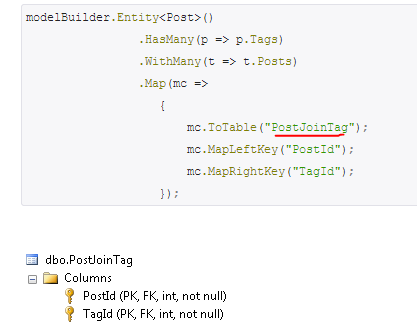 modelBuilder.Entity<Post>()
.HasMany(p => p.Tags)
.WithMany(t => t.Posts)
.Map(mc =>
{
mc.ToTable("PostJoinTag");
mc.MapLeftKey("PostId");
mc.MapRightKey("TagId");
});
dbo.PostJoinTag
Columns
PostId (PK, FK, int, not null)
TagId (PK, FK, int, not null)